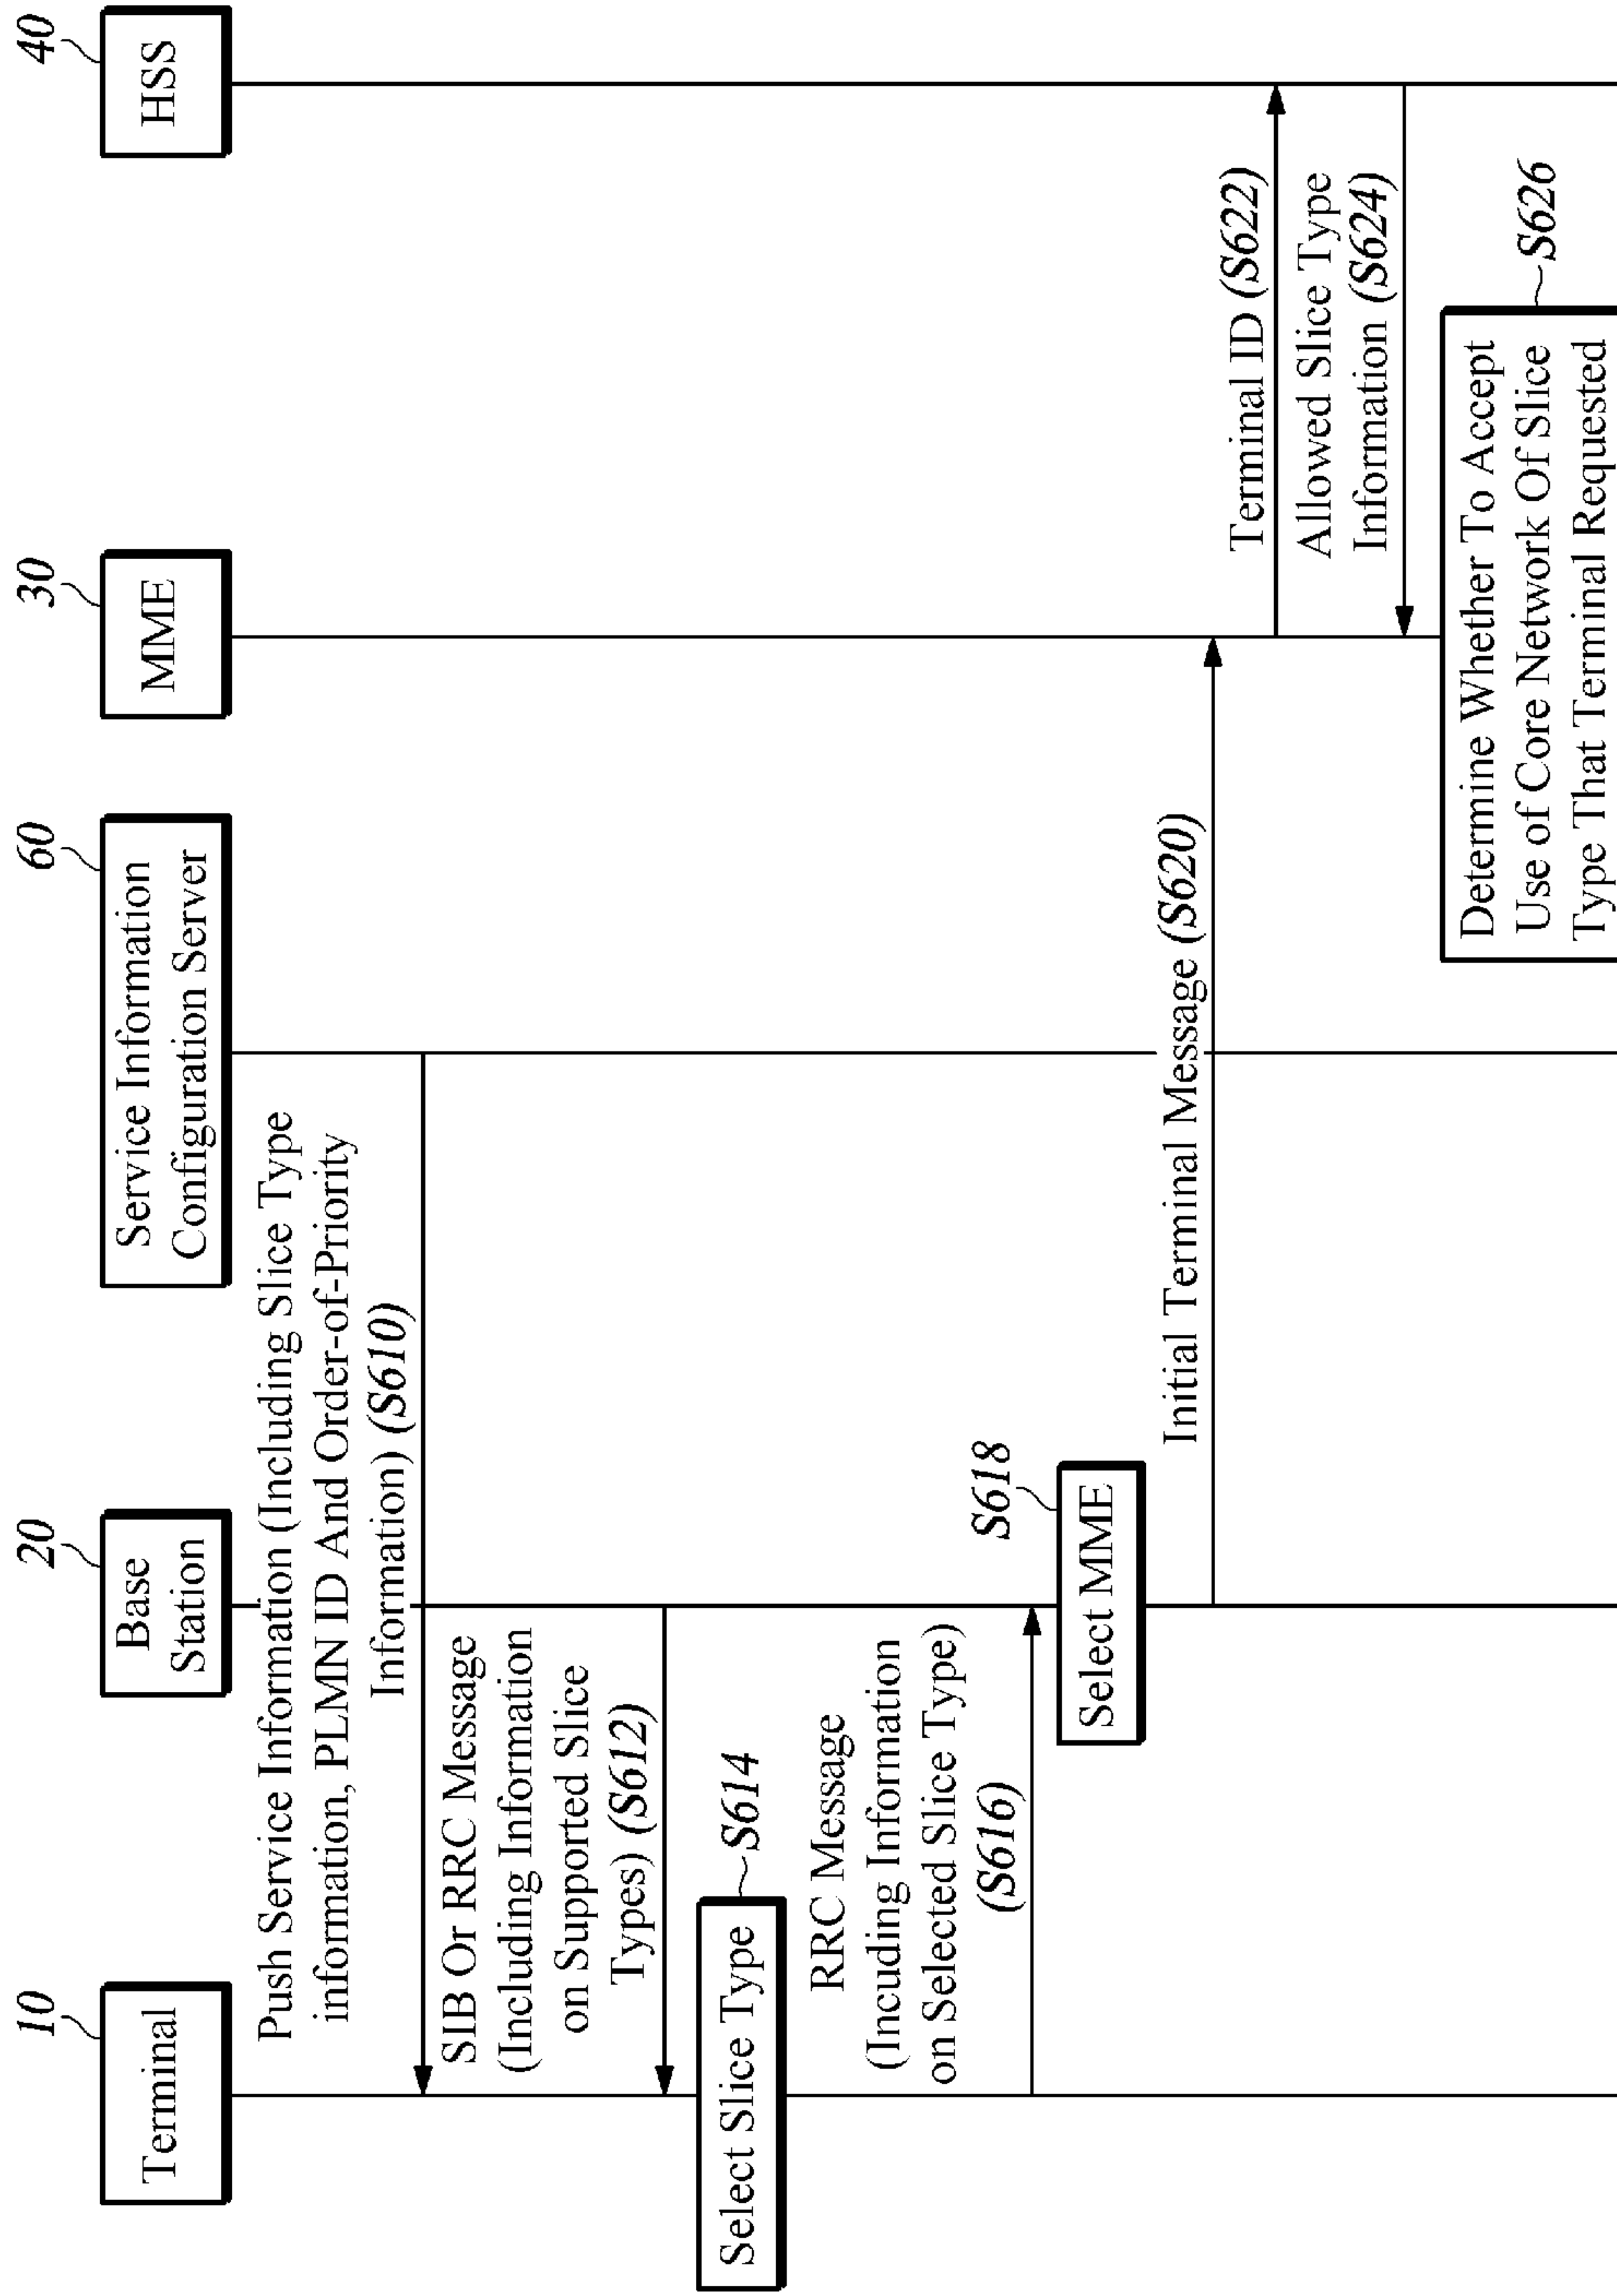 10
20
60
30
40
Terminal
Base
Station
Service Information
Configuration Server
MME
HSS
Push Service Information (Including Slice Type
information, PLMN ID And Order-of-Priority
Information) (S610)
SIB Or RRC Message
(Including Information
on Supported Slice
Types) (S612)
Select Slice Type
S614
RRC Message
(Incuding Information
on Selected Slice Type)
(S616)
S618
Select MME
Initial Terminal Message (S620)
Terminal ID (S622)
Allowed Slice Type
Information (S624)
Determine Whether To Accept
Use of Core Network Of Slice
Type That Terminal Requested
S626